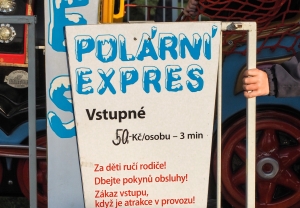 POLÁRNÍ
EXPRES
Vstupné
50,-Kč/osobu – 3 min
Za děti ručí rodiče!
Dbejte pokynů obsluhy!
Zákaz vstupu,
když je atrakce v provozu!
E
S